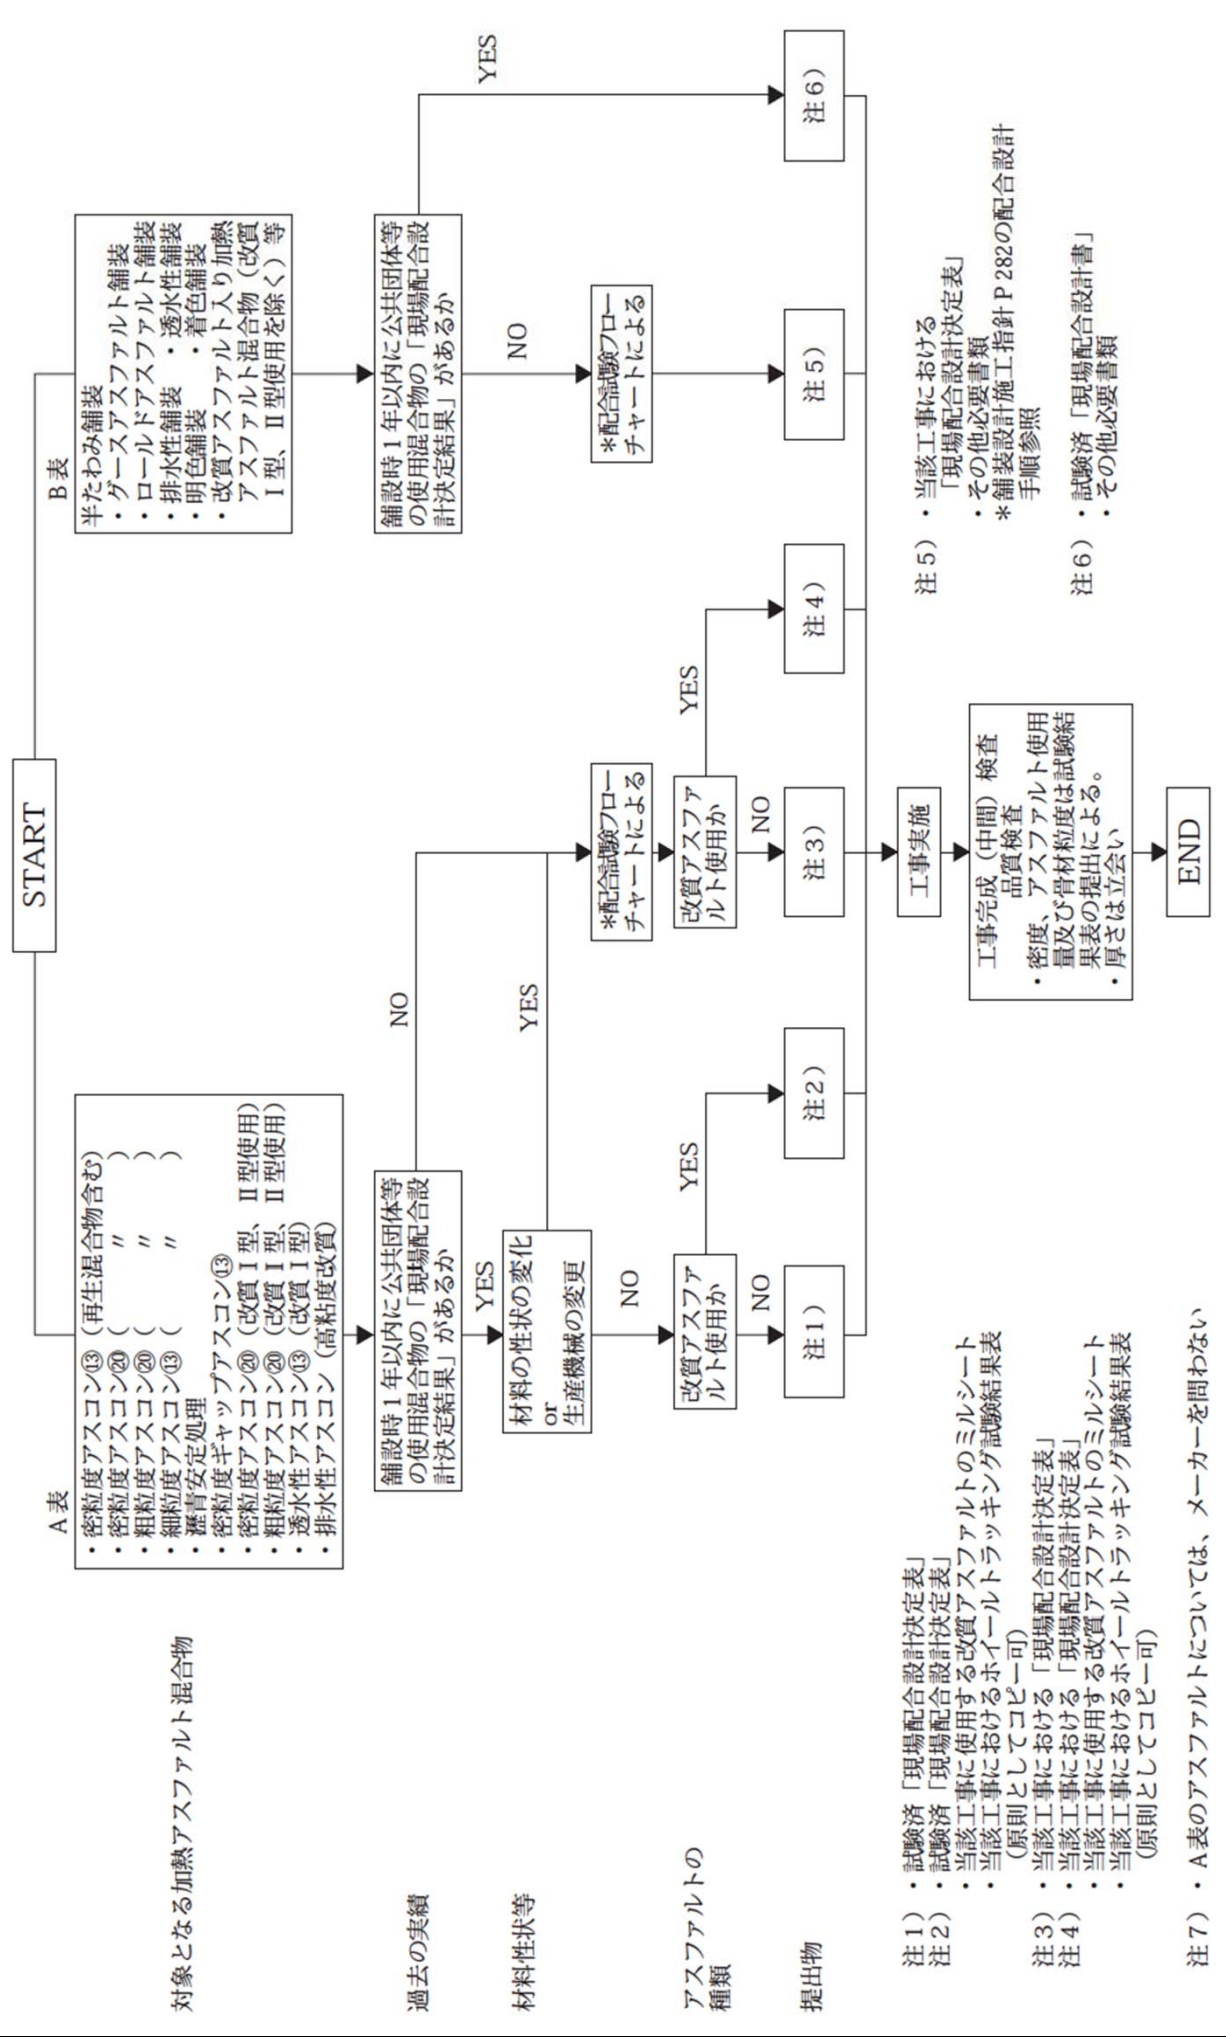 START
A表
・密粒度アスコン⑬（再生混合物含む）
・密粒度アスコン⑳（　〃　）
・粗粒度アスコン⑳（　〃　）
・細粒度アスコン⑬（　〃　）
・瀝青安定処理
・密粒度ギャップアスコン⑬
・密粒度アスコン⑳（改質Ⅰ型、Ⅱ型使用）
・粗粒度アスコン⑳（改質Ⅰ型、Ⅱ型使用）
・透水性アスコン⑬（改質Ⅰ型）
・排水性アスコン（高粘度改質）
B表
半たわみ舗装
・グースアスファルト舗装
・ロールドアスファルト舗装
・排水性舗装　・透水性舗装
明色舗装　・着色舗装
・改質アスファルト入り加熱
アスファルト混合物（改質
Ⅰ型、Ⅱ型使用を除く）等
対象となる加熱アスファルト混合物
過去の実績
舗設時１年以内に公共団体等
の使用混合物の「現場配合設
計決定結果」があるか
NO
YES
舗設時１年以内に公共団体等
の使用混合物の「現場配合設
計決定結果」があるか
YES
NO
材料性状等
材料の性状の変化
or
生産機械の変更
YES
NO
＊配合試験フロー
チャートによる
＊配合試験フロー
チャートによる
アスファルトの
種類
改質アスファ
ルト使用か
YES
NO
改質アスファ
ルト使用か
YES
NO
提出物
注１）
注２）
注３）
注４）
注５）
注６）
工事実施
工事完成（中間）検査
品質検査
・密度、アスファルト使用
量及び骨材粒度は試験結
果表の提出による。
・厚さは立会い
END
注１）・試験済「現場配合設計決定表」
注２）・試験済「現場配合設計決定表」
・当該工事に使用する改質アスファルトのミルシート
・当該工事におけるホイールトラッキング試験結果表
（原則としてコピー可）
注３）・当該工事における「現場配合設計決定表」
注４）・当該工事における「現場配合設計決定表」
・当該工事に使用する改質アスファルトのミルシート
・当該工事におけるホイールトラッキング試験結果表
（原則としてコピー可）
注５）・当該工事における
「現場配合設計決定表」
・その他必要書類
＊舗装設計施工指針Ｐ282の配合設計
手順参照
注６）・試験済「現場配合設計書」
・その他必要書類
注７）・A表のアスファルトについては、メーカーを問わない